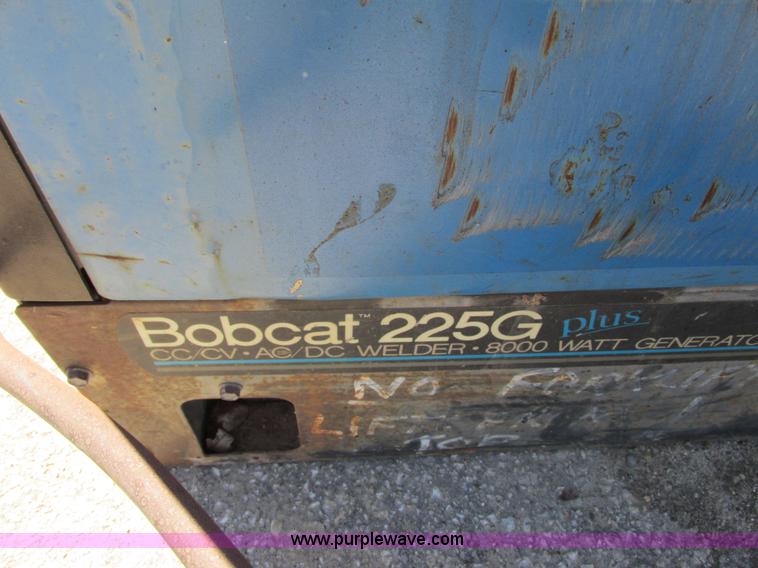 Bobcat™ 225G plus
CC/CV • AC/DC WELDER • 8000 WATT GENERATO
NO
LIFT
www.purplewave.com